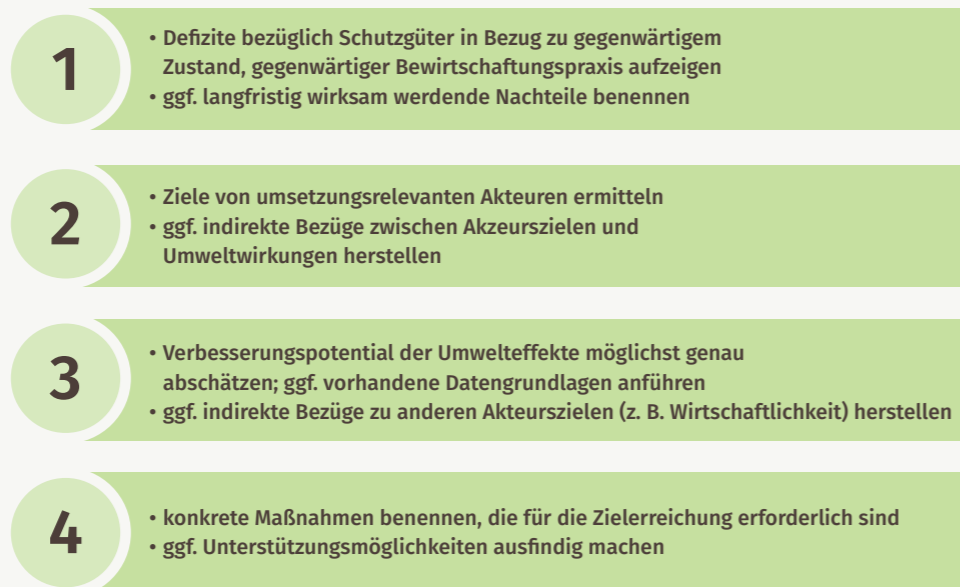 1
• Defizite bezüglich Schutzgüter in Bezug zu gegenwärtigem
Zustand, gegenwärtiger Bewirtschaftungspraxis aufzeigen
• ggf. langfristig wirksam werdende Nachteile benennen
2
• Ziele von umsetzungsrelevanten Akteuren ermitteln
• ggf. indirekte Bezüge zwischen Akzeurszielen und
Umweltwirkungen herstellen
3
• Verbesserungspotential der Umwelteffekte möglichst genau
abschätzen; ggf. vorhandene Datengrundlagen anführen
• ggf. indirekte Bezüge zu anderen Akteurszielen (z. B. Wirtschaftlichkeit) herstellen
4
• konkrete Maßnahmen benennen, die für die Zielerreichung erforderlich sind
• ggf. Unterstützungsmöglichkeiten ausfindig machen